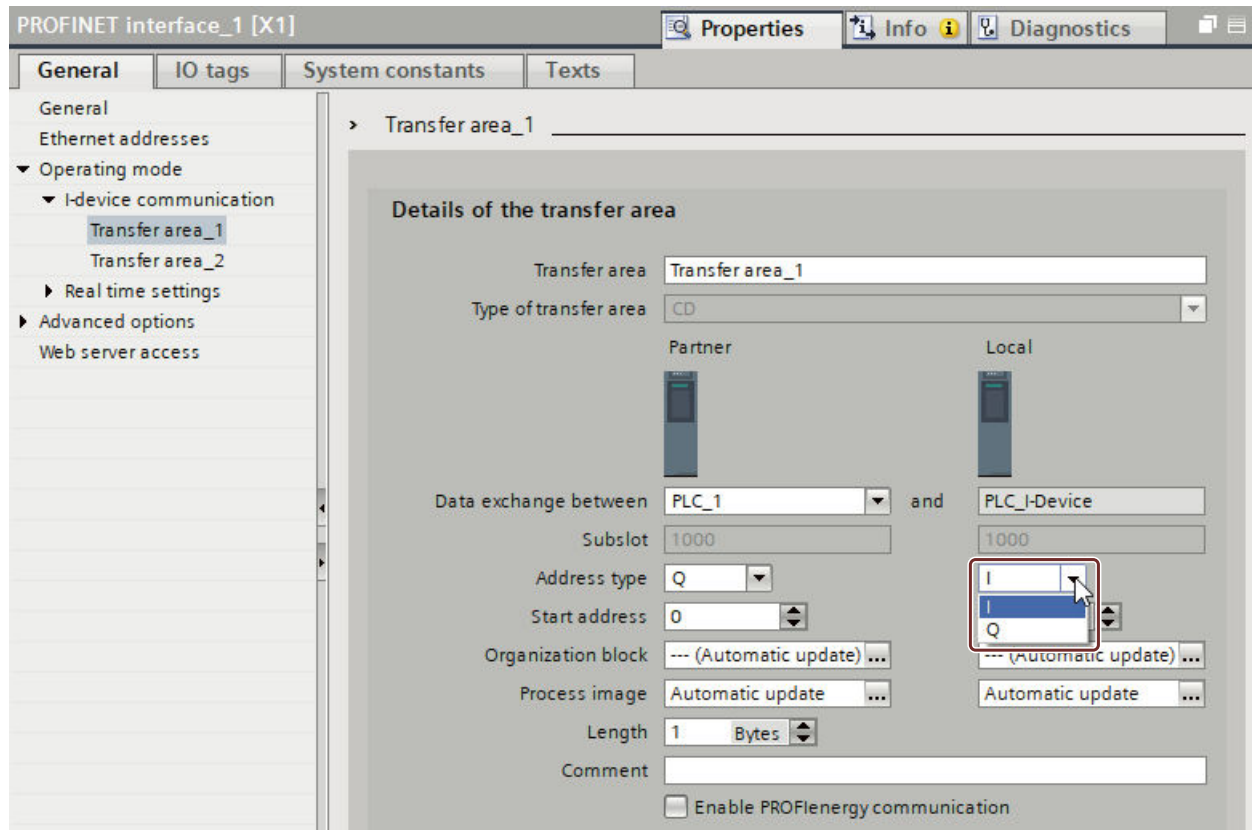 PROFINET interface_1 [X1]
Properties
Info
Diagnostics
General
IO tags
System constants
Texts
General
Ethernet addresses
Operating mode
I-device communication
Transfer area_1
Transfer area_2
Real time settings
Advanced options
Web server access
Transfer area_1
Details of the transfer area
Transfer area Transfer area_1
Type of transfer area CD
Partner Local
Data exchange between PLC_1 and PLC_I-Device
Subslot 1000 1000
Address type Q I
I
Start address 0
Q
Organization block --- (Automatic update) ... --- (Automatic update) ...
Process image Automatic update ... Automatic update ...
Length 1 Bytes
Comment
Enable PROFIenergy communication